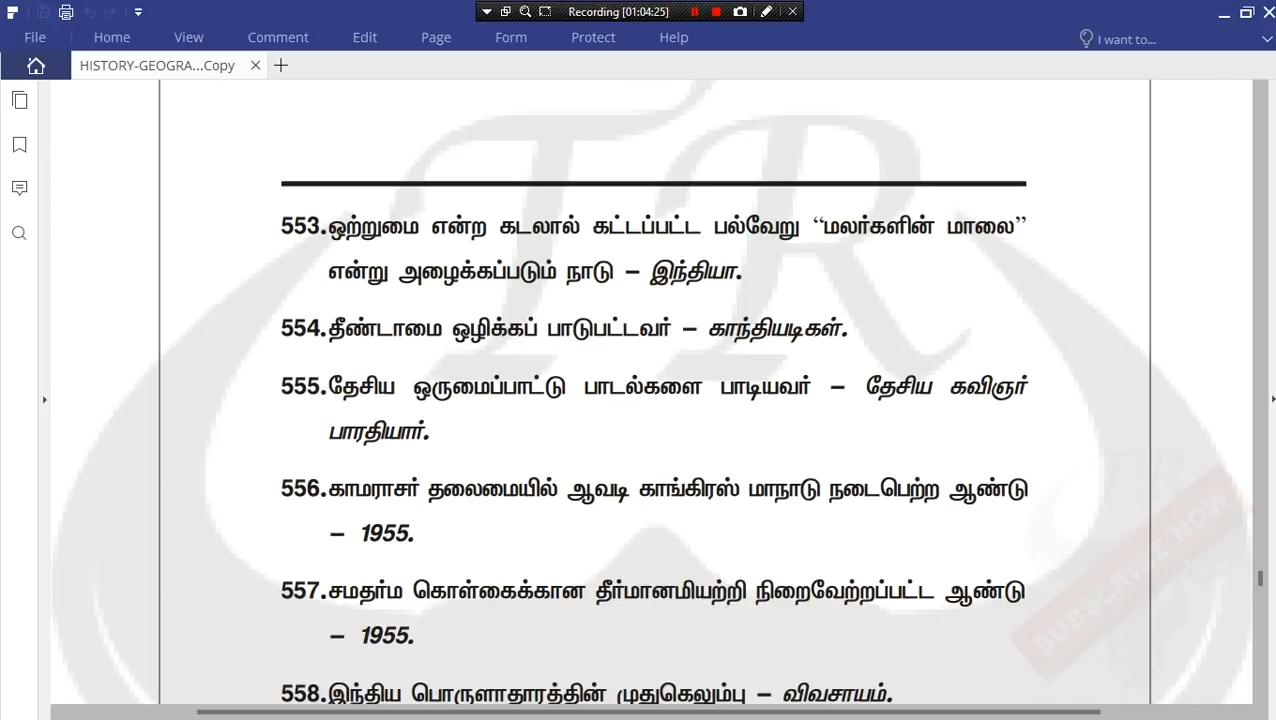 Recording [01:04:25]
File Home View Comment Edit Page Form Protect Help I want to...
HISTORY-GEOGRA...Copy
TR
553.ஒற்றுமை என்ற கடலால் கட்டப்பட்ட பல்வேறு “மலர்களின் மாலை”
என்று அழைக்கப்படும் நாடு – இந்தியா.
554.தீண்டாமை ஒழிக்கப் பாடுபட்டவர் – காந்தியடிகள்.
555.தேசிய ஒருமைப்பாட்டு பாடல்களை பாடியவர் – தேசிய கவிஞர்
பாரதியார்.
556.காமராசர் தலைமையில் ஆவடி காங்கிரஸ் மாநாடு நடைபெற்ற ஆண்டு
– 1955.
557.சமதர்ம கொள்கைக்கான தீர்மானமியற்றி நிறைவேற்றப்பட்ட ஆண்டு
– 1955.
558.இந்திய பொருளாதாரத்தின் முதுகெலும்பு – விவசாயம்.
SUBSCRIBE NOW